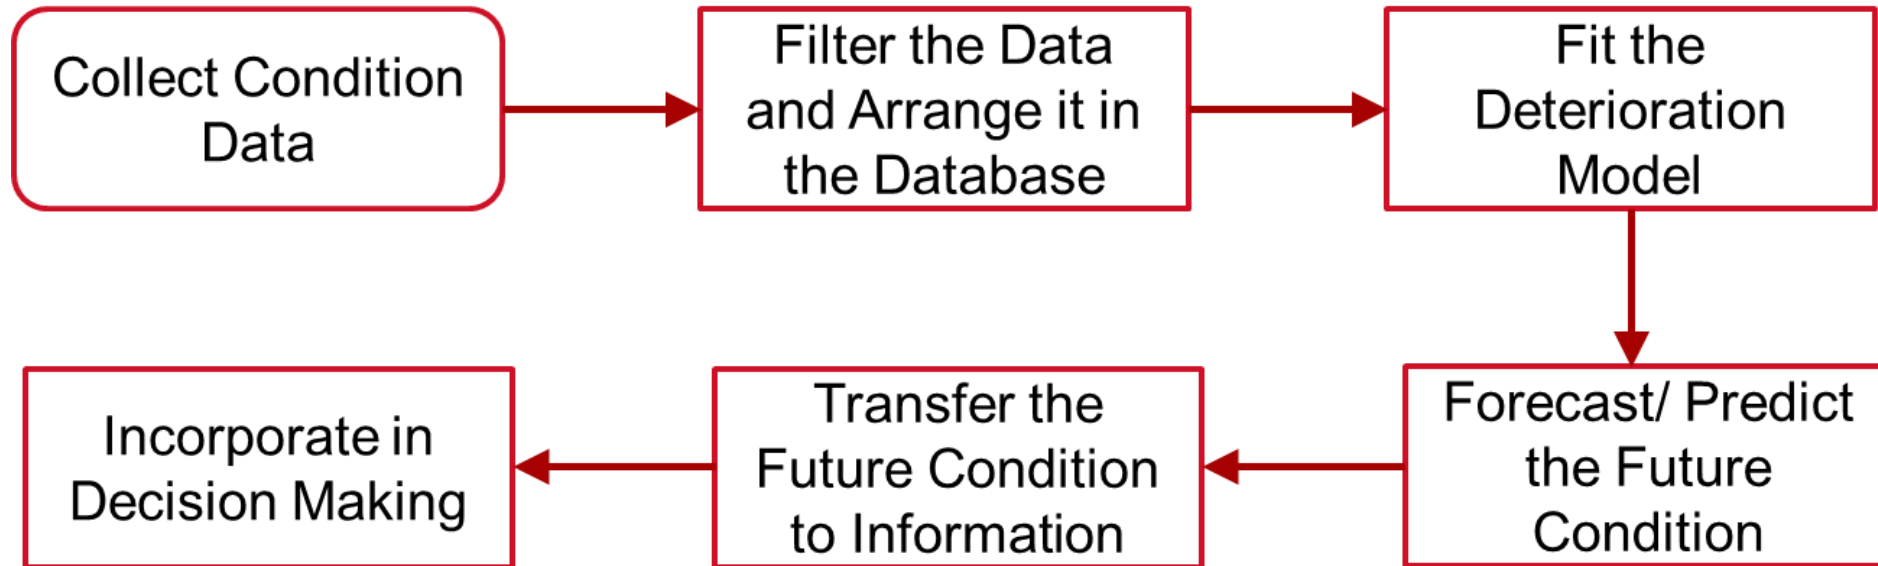 Collect Condition
Data
Filter the Data
and Arrange it in
the Database
Fit the
Deterioration
Model
Forecast/ Predict
the Future
Condition
Transfer the
Future Condition
to Information
Incorporate in
Decision Making